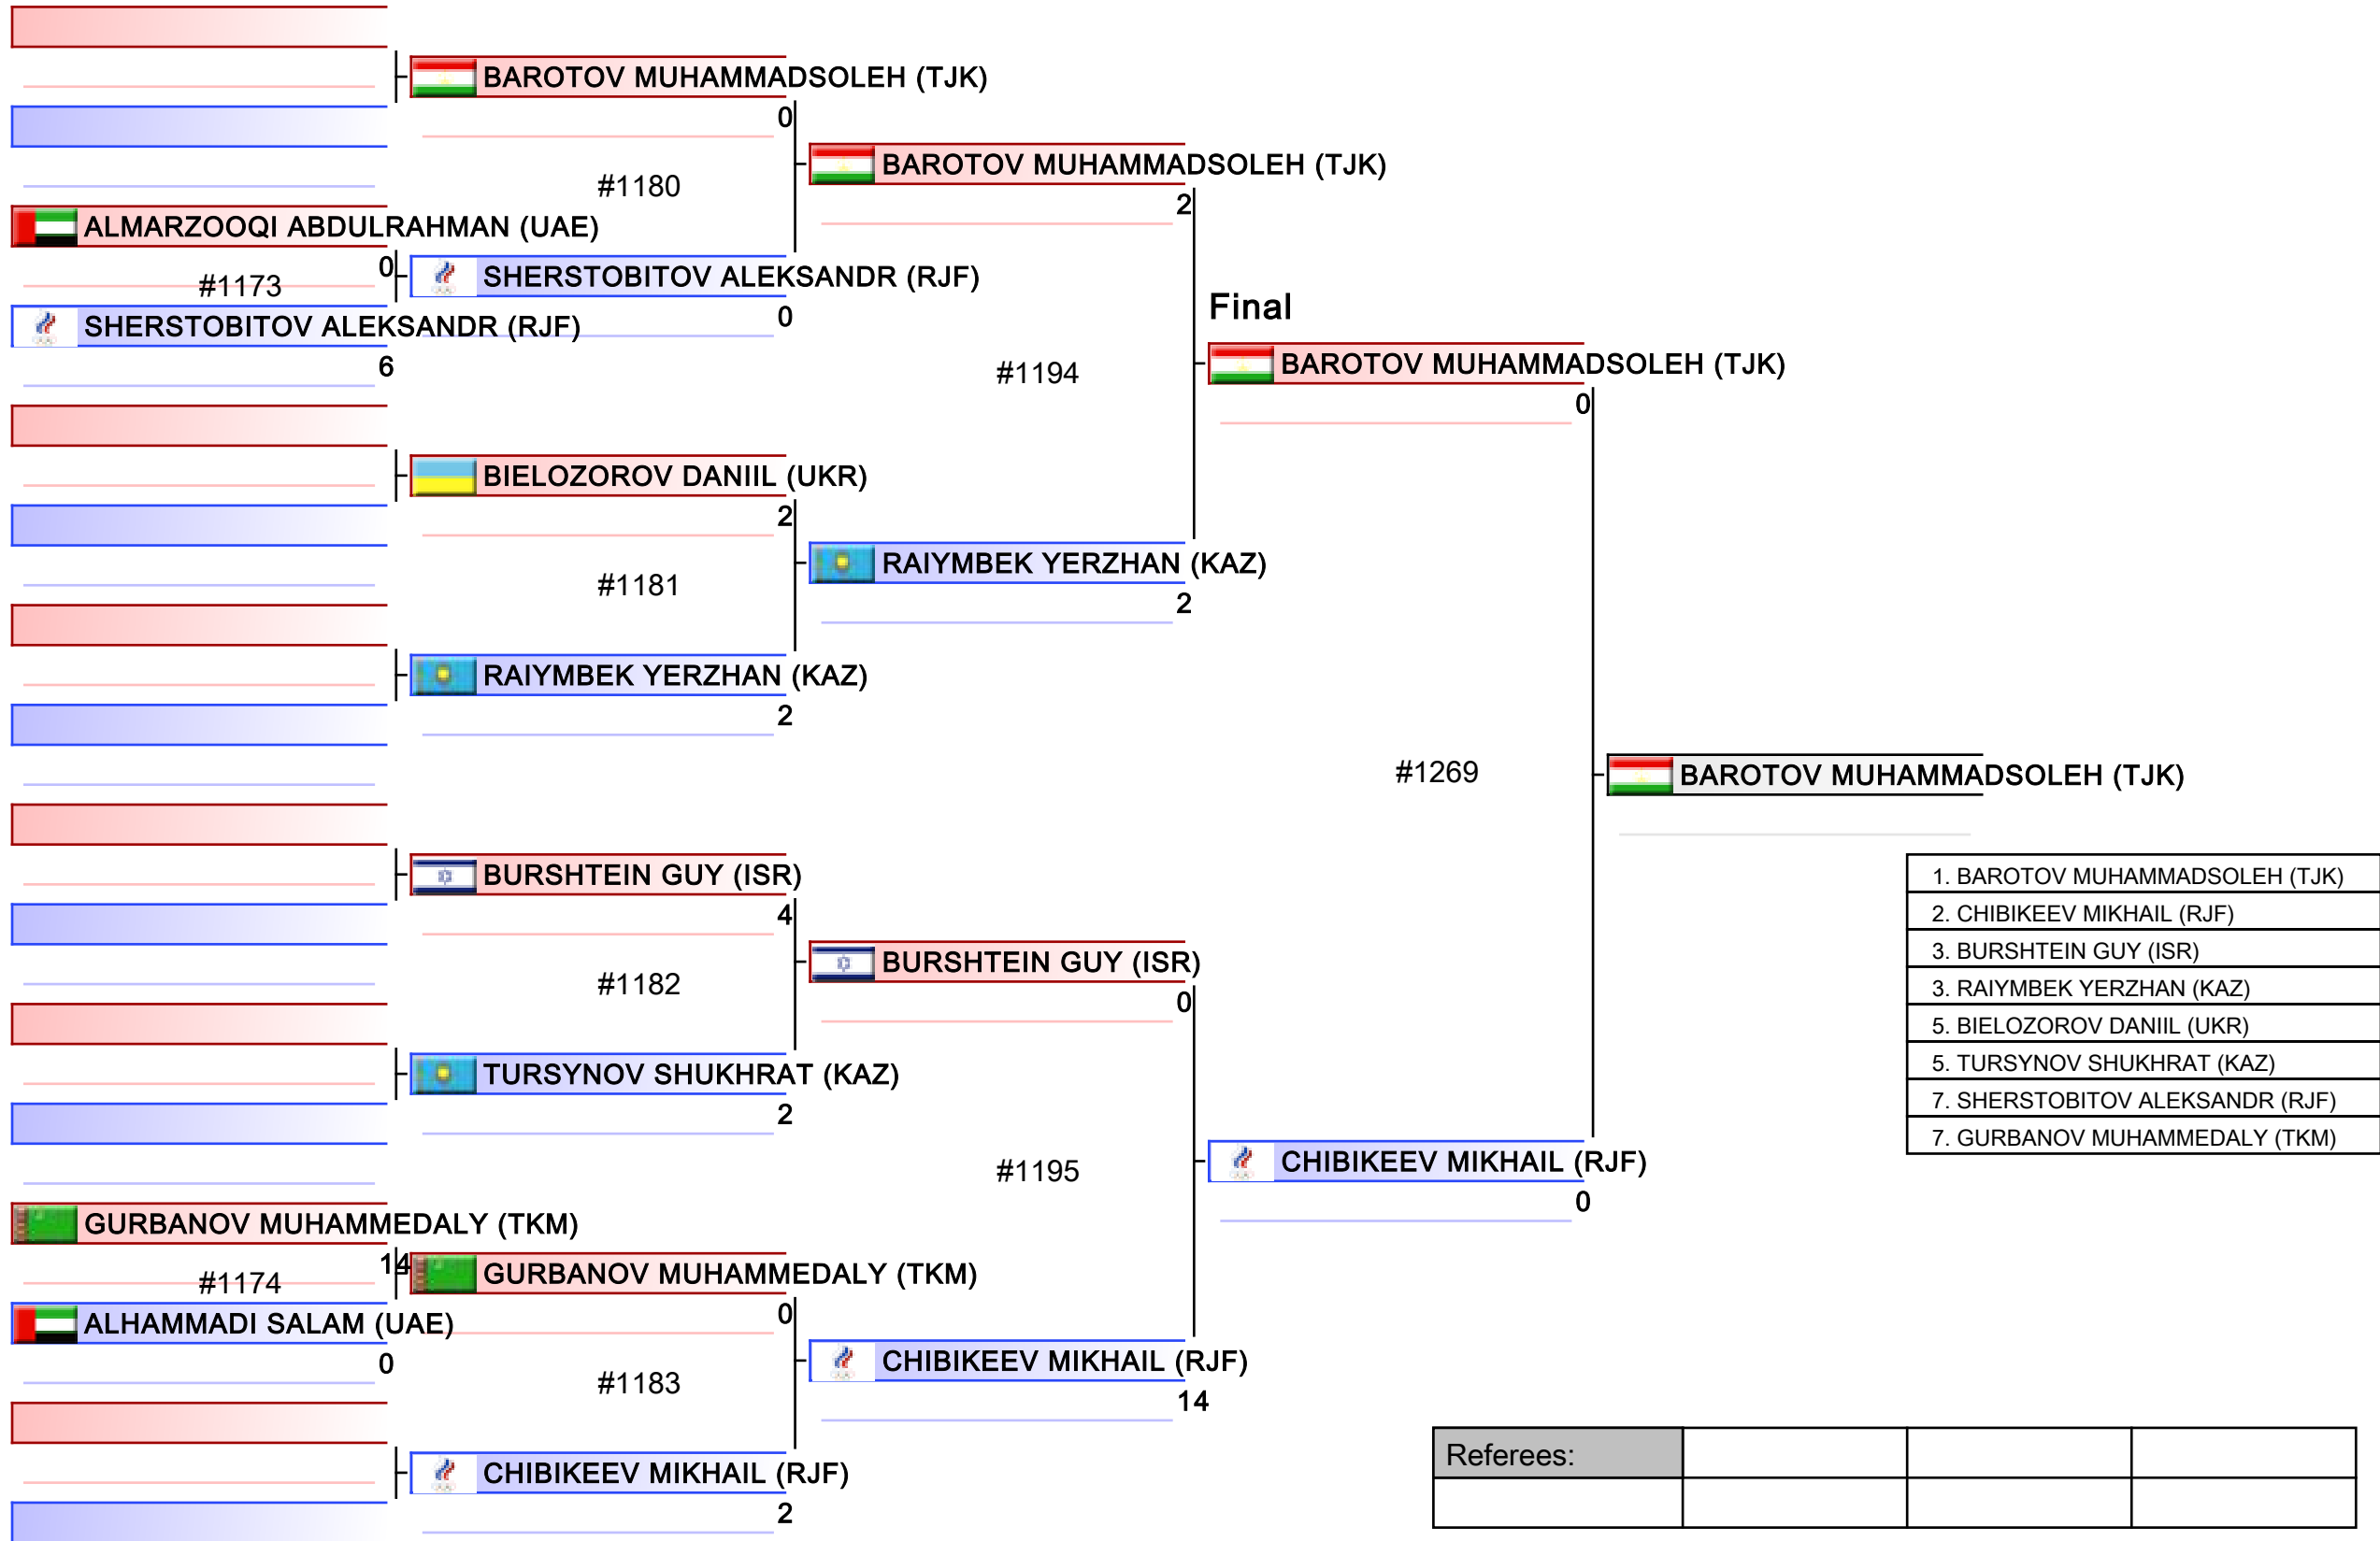 BAROTOV MUHAMMADSOLEH (TJK)
0
#1180
BAROTOV MUHAMMADSOLEH (TJK)
2
ALMARZOOQI ABDULRAHMAN (UAE)
0
#1173
SHERSTOBITOV ALEKSANDR (RJF)
0
SHERSTOBITOV ALEKSANDR (RJF)
6
Final
#1194
BAROTOV MUHAMMADSOLEH (TJK)
0
BIELOZOROV DANIIL (UKR)
2
#1181
RAIYMBEK YERZHAN (KAZ)
2
RAIYMBEK YERZHAN (KAZ)
2
#1269
BAROTOV MUHAMMADSOLEH (TJK)
BURSHTEIN GUY (ISR)
4
#1182
BURSHTEIN GUY (ISR)
0
TURSYNOV SHUKHRAT (KAZ)
2
1. BAROTOV MUHAMMADSOLEH (TJK)
2. CHIBIKEEV MIKHAIL (RJF)
3. BURSHTEIN GUY (ISR)
3. RAIYMBEK YERZHAN (KAZ)
5. BIELOZOROV DANIIL (UKR)
5. TURSYNOV SHUKHRAT (KAZ)
7. SHERSTOBITOV ALEKSANDR (RJF)
7. GURBANOV MUHAMMEDALY (TKM)
#1195
CHIBIKEEV MIKHAIL (RJF)
0
GURBANOV MUHAMMEDALY (TKM)
14
#1174
GURBANOV MUHAMMEDALY (TKM)
0
ALHAMMADI SALAM (UAE)
0
#1183
CHIBIKEEV MIKHAIL (RJF)
14
CHIBIKEEV MIKHAIL (RJF)
2
Referees: